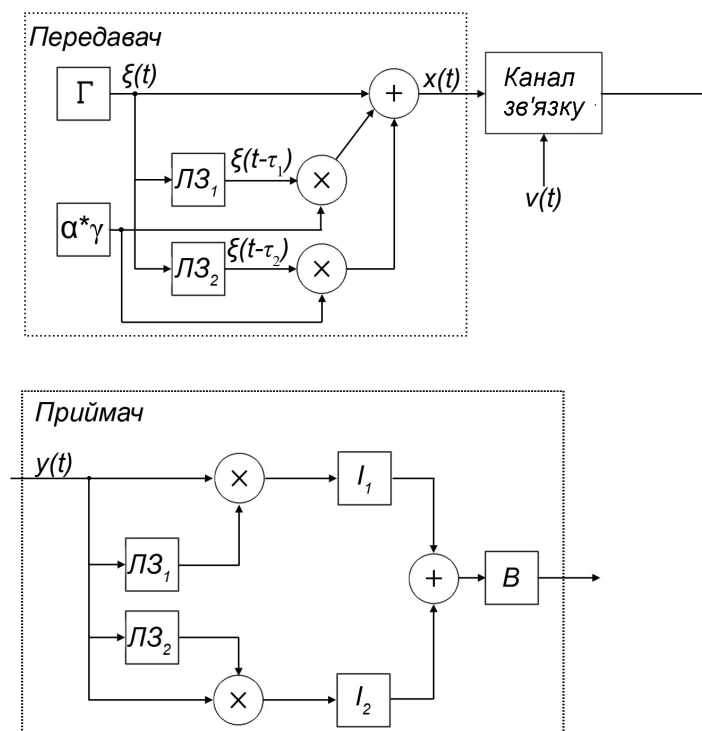 Передавач
Γ
ξ(t)
+
x(t)
Канал
зв'язку
ЛЗ₁
ξ(t-τ₁)
×
v(t)
α*γ
ЛЗ₂
ξ(t-τ₂)
×
Приймач
y(t)
×
I₁
ЛЗ₁
+
В
ЛЗ₂
×
I₂